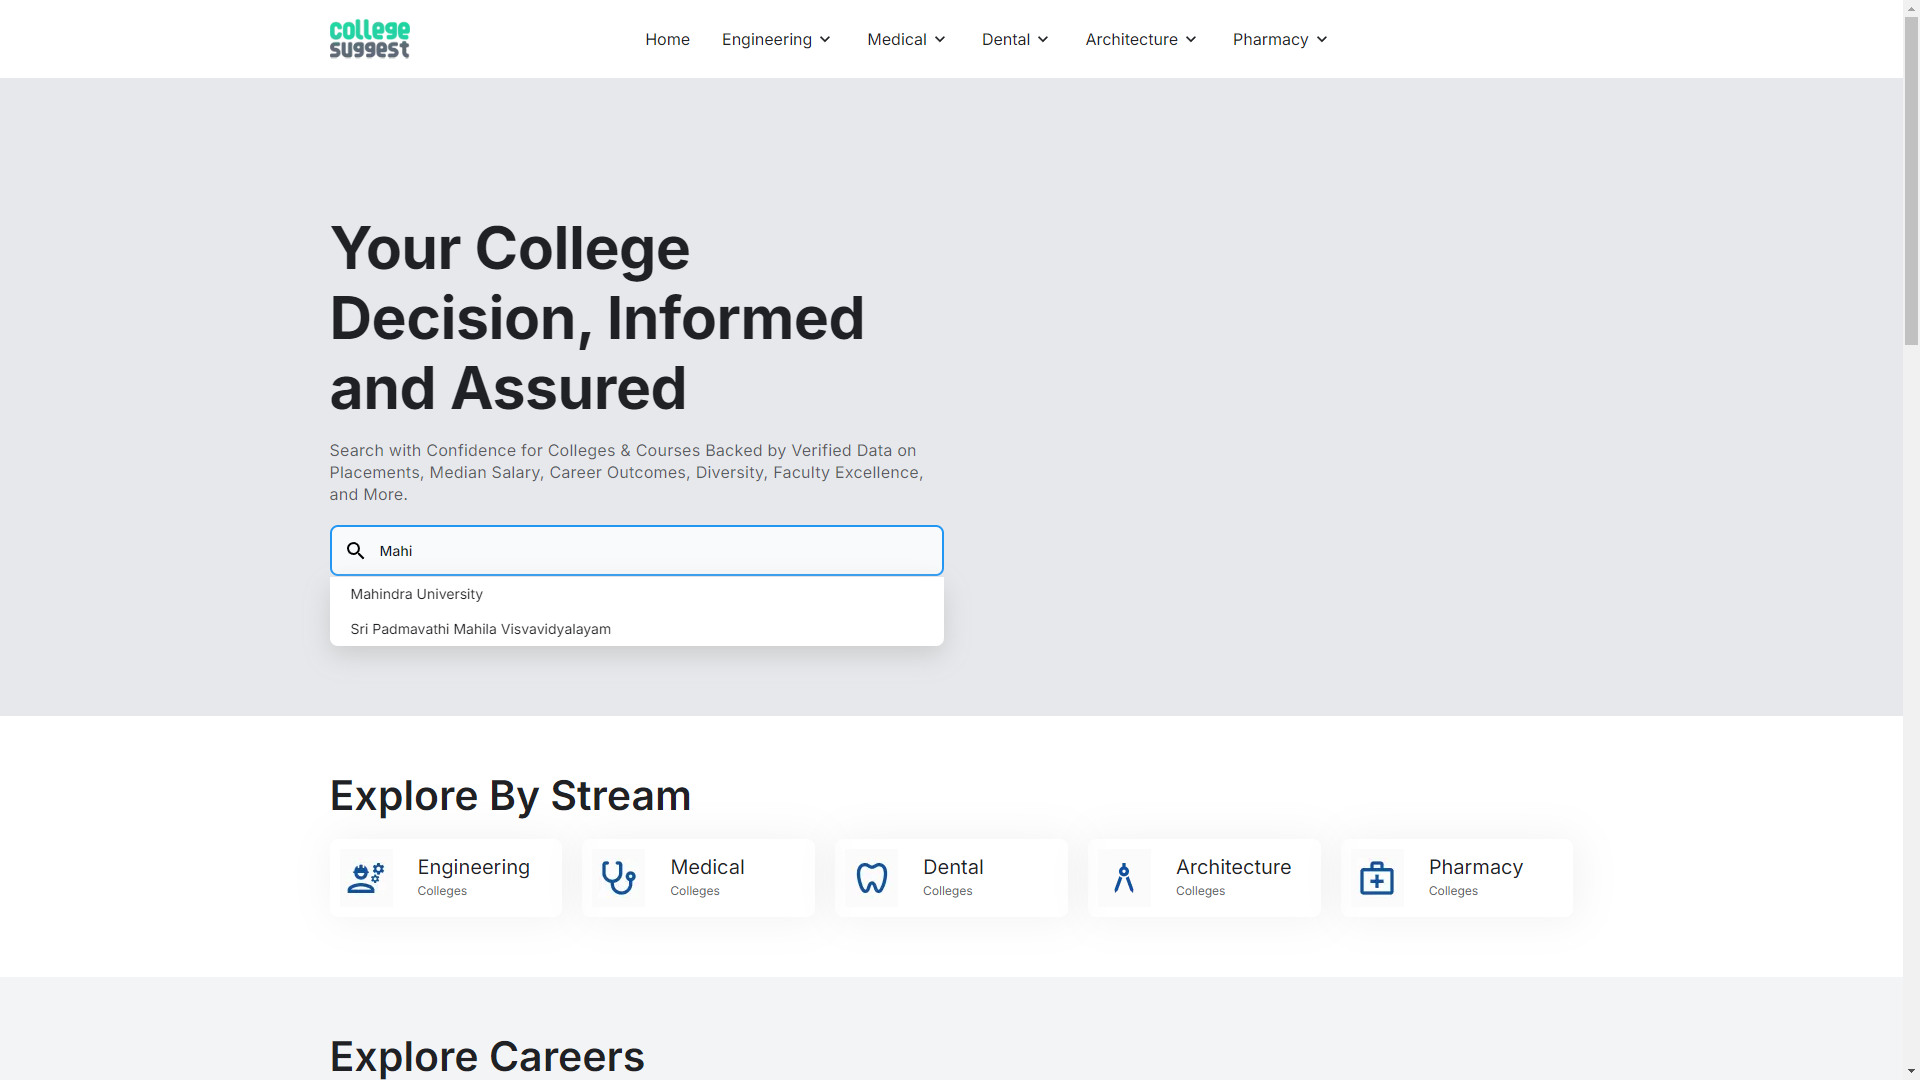 college
suggest
Home
Engineering
Medical
Dental
Architecture
Pharmacy
Your College
Decision, Informed
and Assured
Search with Confidence for Colleges & Courses Backed by Verified Data on
Placements, Median Salary, Career Outcomes, Diversity, Faculty Excellence,
and More.
Mahi
Mahindra University
Sri Padmavathi Mahila Visvavidyalayam
Explore By Stream
Engineering
Colleges
Medical
Colleges
Dental
Colleges
Architecture
Colleges
Pharmacy
Colleges
Explore Careers